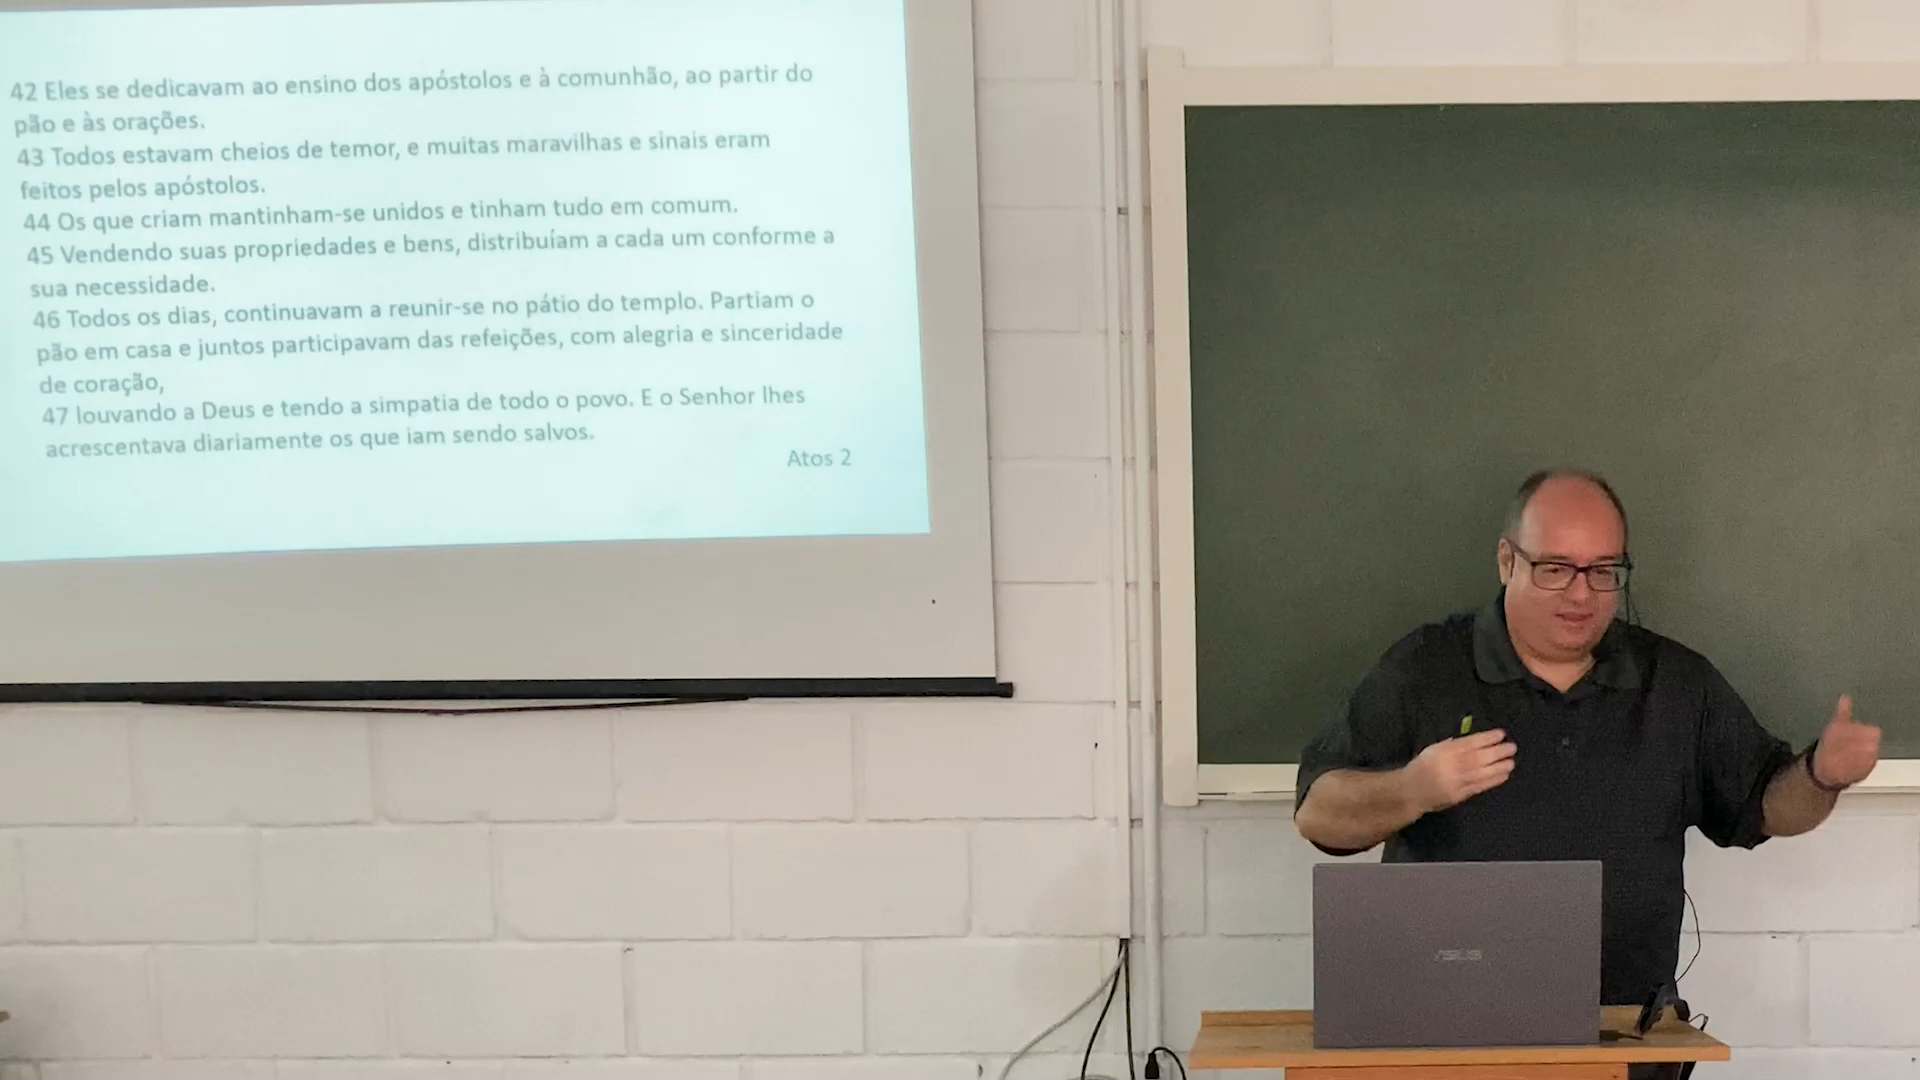 42 Eles se dedicavam ao ensino dos apóstolos e à comunhão, ao partir do
pão e às orações.
43 Todos estavam cheios de temor, e muitas maravilhas e sinais eram
feitos pelos apóstolos.
44 Os que criam mantinham-se unidos e tinham tudo em comum.
45 Vendendo suas propriedades e bens, distribuíam a cada um conforme a
sua necessidade.
46 Todos os dias, continuavam a reunir-se no pátio do templo. Partiam o
pão em casa e juntos participavam das refeições, com alegria e sinceridade
de coração,
47 louvando a Deus e tendo a simpatia de todo o povo. E o Senhor lhes
acrescentava diariamente os que iam sendo salvos.
Atos 2
ASUS